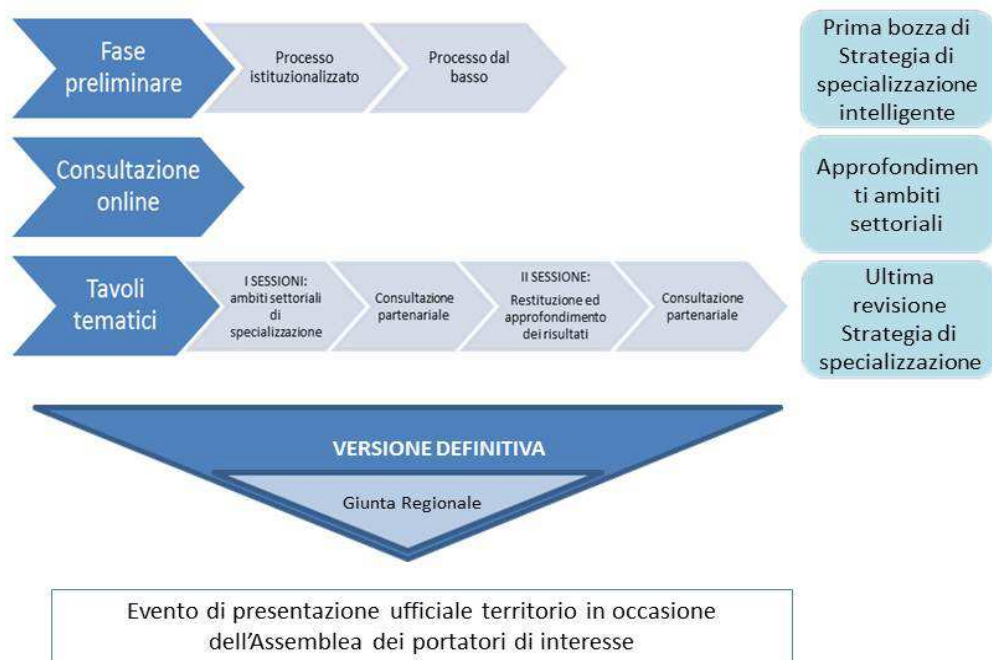 Fase
preliminare
Processo
istituzionalizzato
Processo dal
basso
Prima bozza di
Strategia di
specializzazione
intelligente
Consultazione
online
Approfondimen
ti ambiti
settoriali
Tavoli
tematici
I SESSIONI:
ambiti settoriali
di
specializzazione
Consultazione
partenariale
II SESSIONE:
Restituzione ed
approfondimento
dei risultati
Consultazione
partenariale
Ultima
revisione
Strategia di
specializzazione
VERSIONE DEFINITIVA
Giunta Regionale
Evento di presentazione ufficiale territorio in occasione
dell’Assemblea dei portatori di interesse